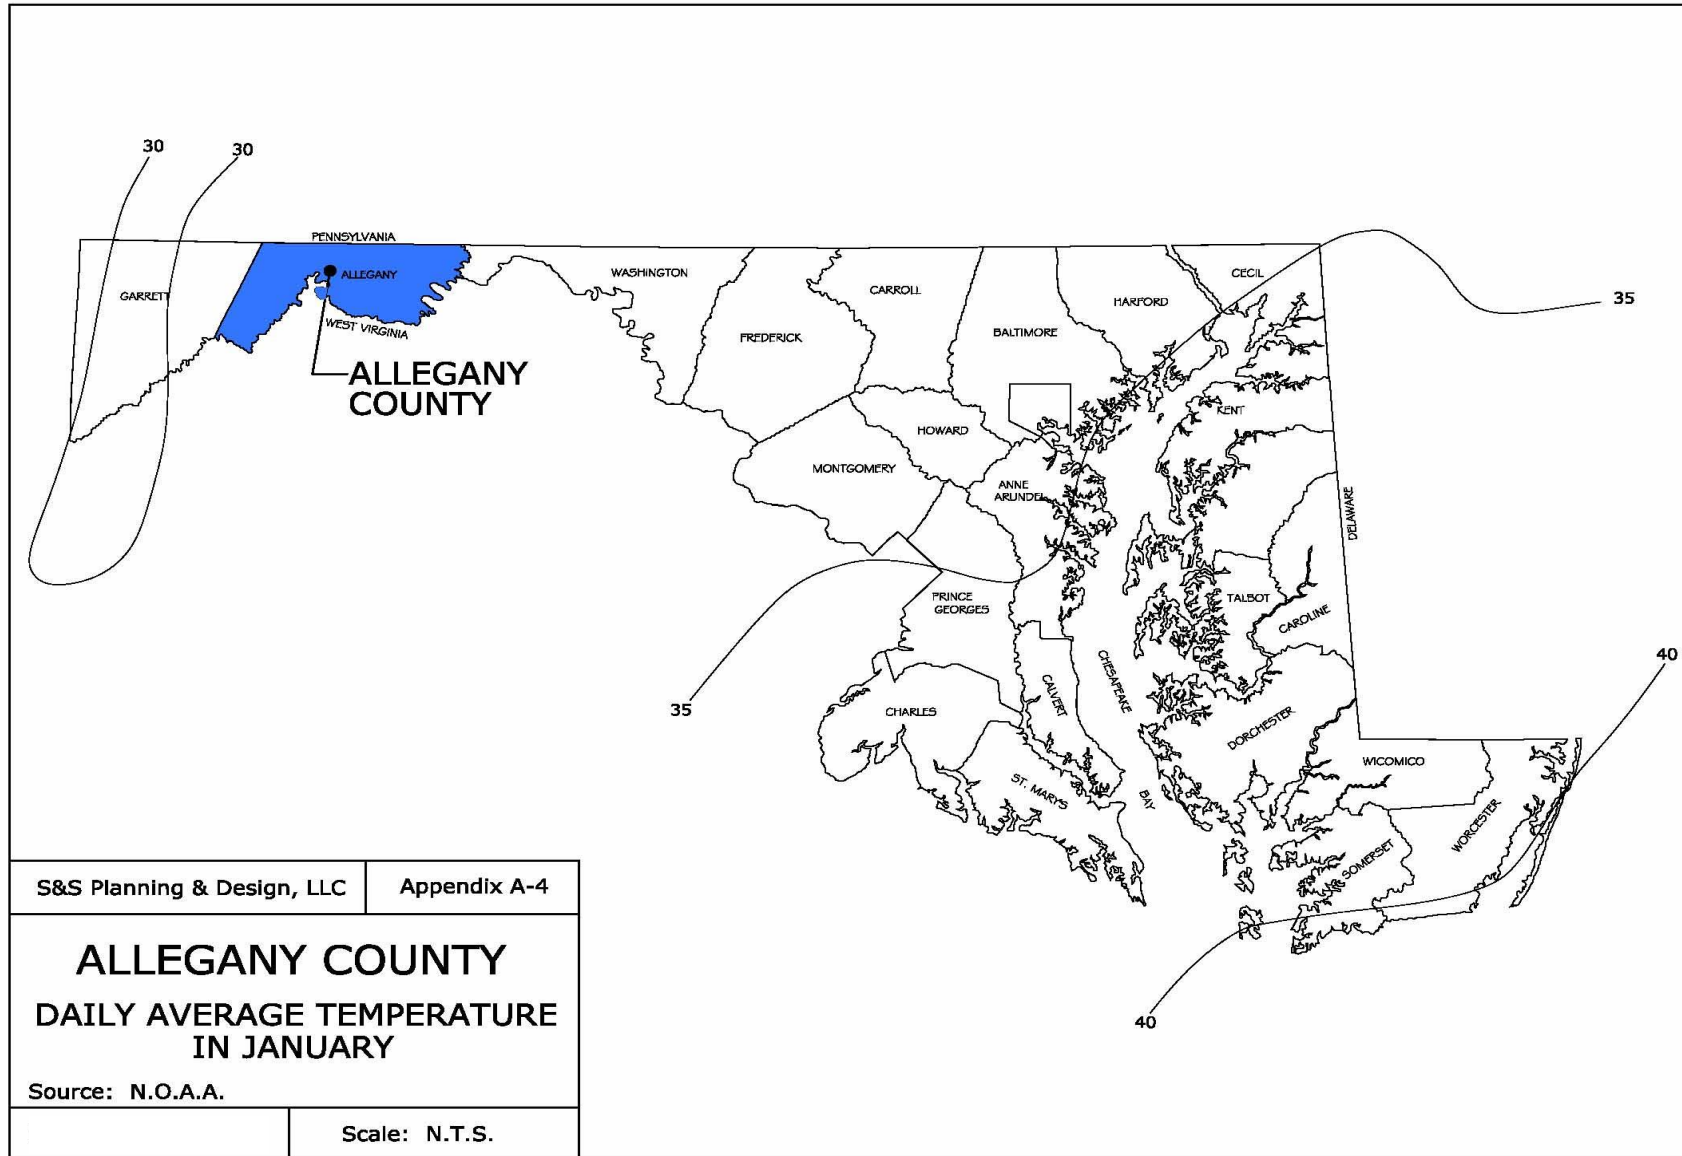 30
30
PENNSYLVANIA
GARRETT
ALLEGANY
WEST VIRGINIA
ALLEGANY
COUNTY
WASHINGTON
FREDERICK
CARROLL
BALTIMORE
HARFORD
CECIL
35
KENT
HOWARD
MONTGOMERY
ANNE
ARUNDEL
DELAWARE
PRINCE
GEORGES
TALBOT
CAROLINE
35
CHARLES
CALVERT
CHESAPEAKE
BAY
ST. MARYS
DORCHESTER
40
WICOMICO
WORCESTER
SOMERSET
40
S&S Planning & Design, LLC
Appendix A-4
ALLEGANY COUNTY
DAILY AVERAGE TEMPERATURE
IN JANUARY
Source: N.O.A.A.
Scale: N.T.S.